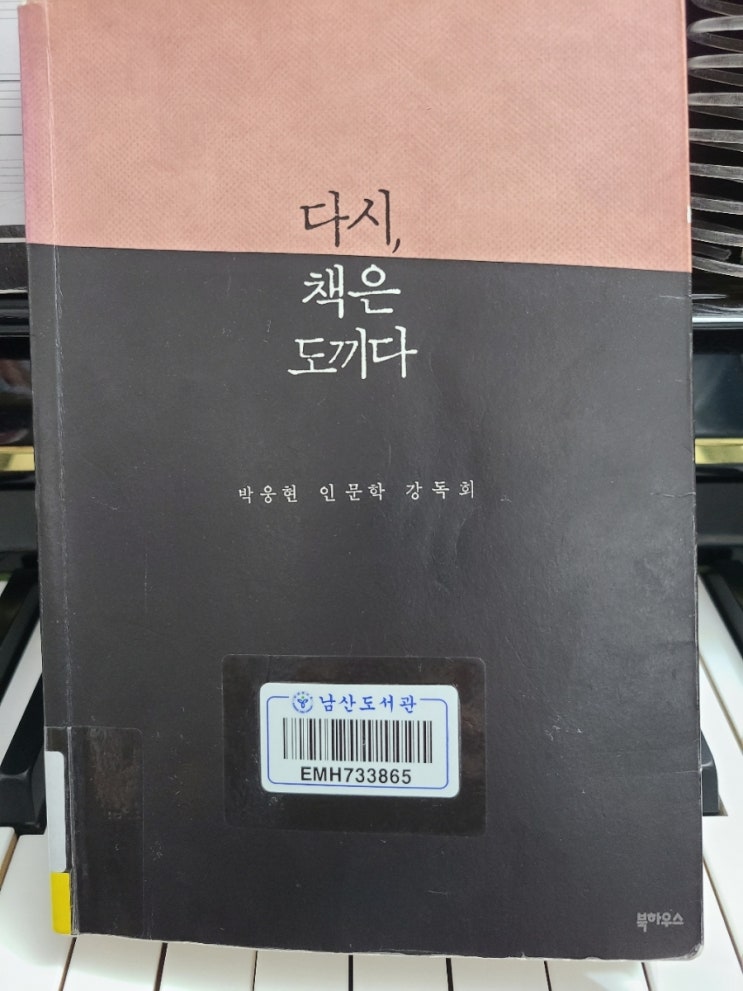 다시,
책은
도끼다
박웅현 인문학 강독회
남산도서관
EMH733865
북하우스